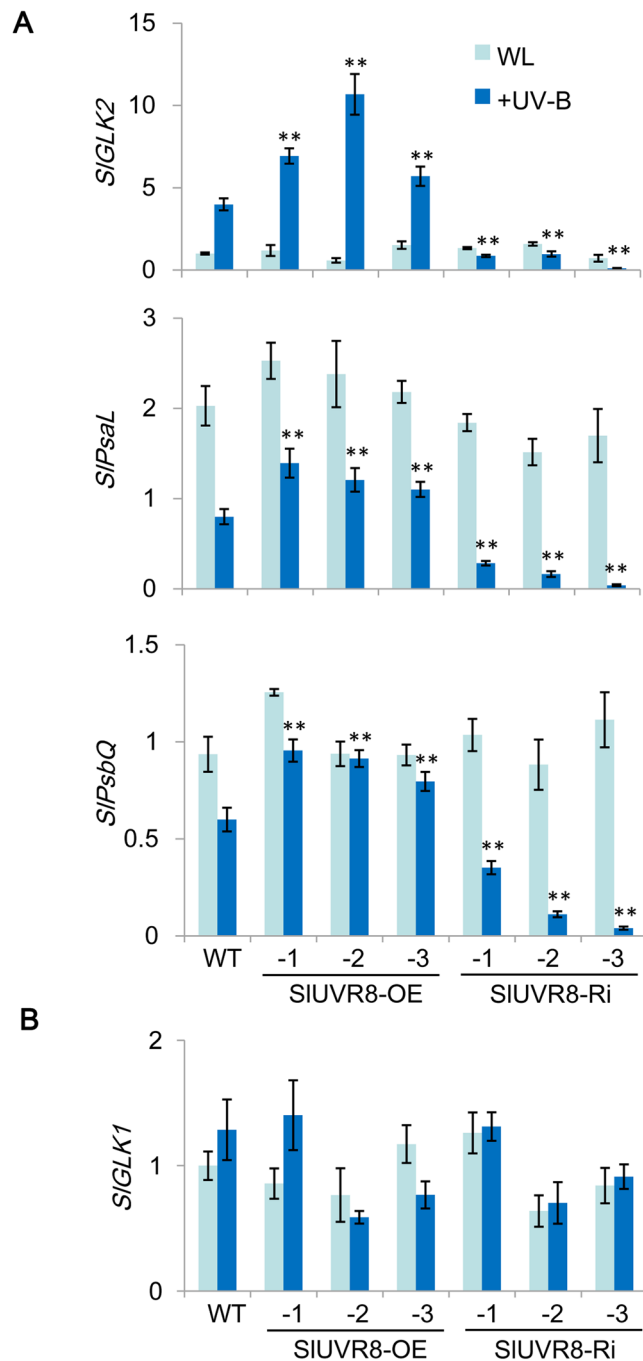 A
SlGLK2
15
10
5
0
WL
+UV-B
**
**
**
**
**
**
SlPsaL
3
2
1
0
**
**
**
**
**
**
SlPsbQ
1.5
1
0.5
0
**
**
**
**
**
**
WT -1 -2 -3 -1 -2 -3
SlUVR8-OE SlUVR8-Ri
B
SlGLK1
2
1
0
WT -1 -2 -3 -1 -2 -3
SlUVR8-OE SlUVR8-Ri